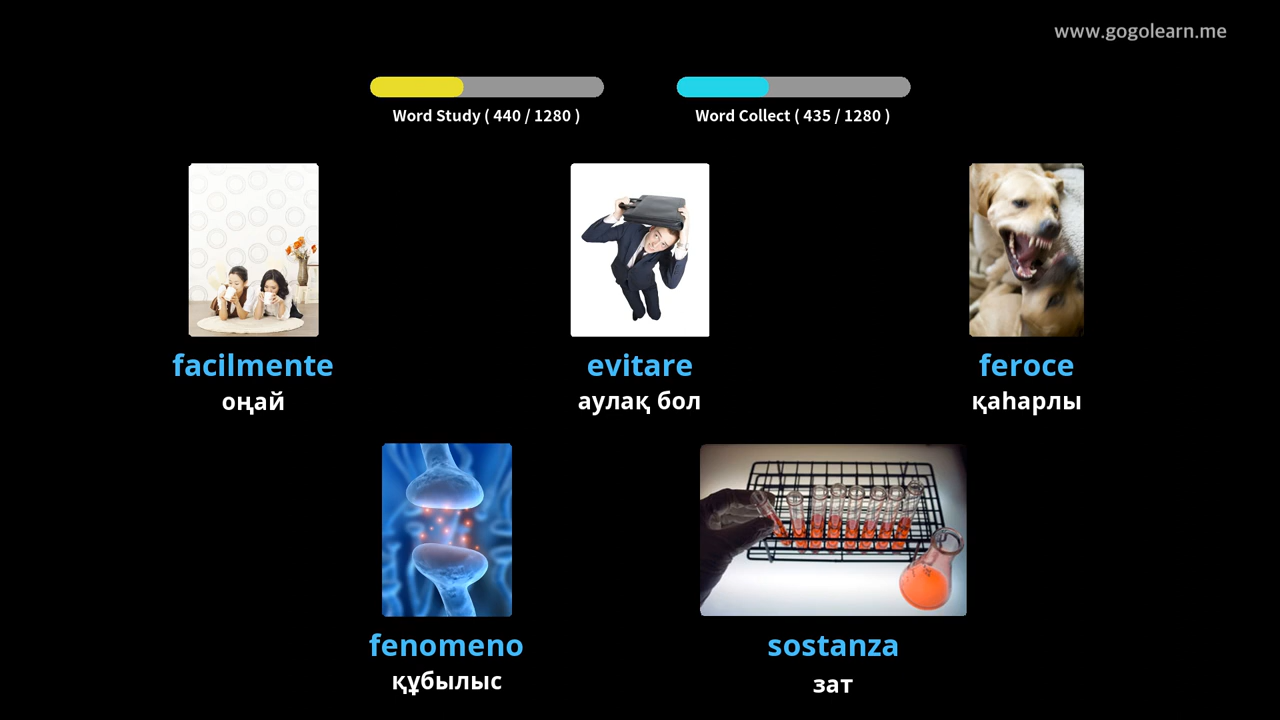 www.gogolearn.me
Word Study ( 440 / 1280 )
Word Collect ( 435 / 1280 )
facilmente
оңай
evitare
аулақ бол
feroce
қаһарлы
fenomeno
құбылыс
sostanza
зат